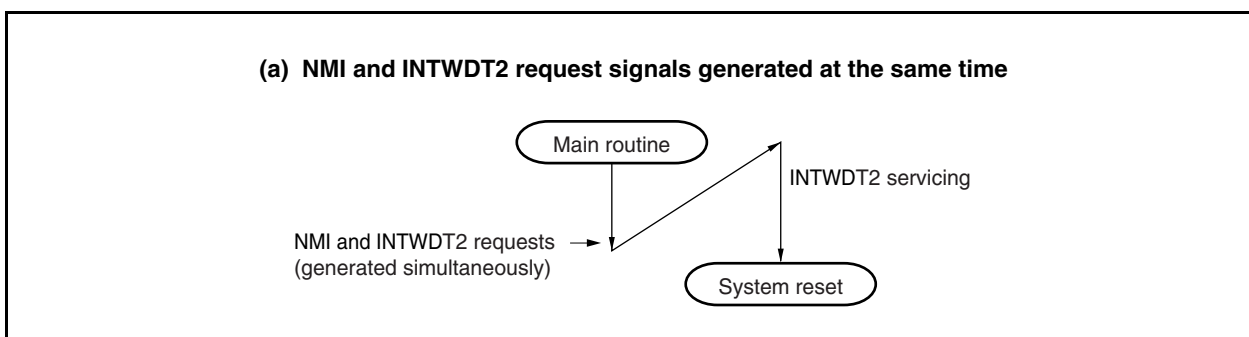 (a) NMI and INTWDT2 request signals generated at the same time
Main routine
INTWDT2 servicing
NMI and INTWDT2 requests
(generated simultaneously)
System reset